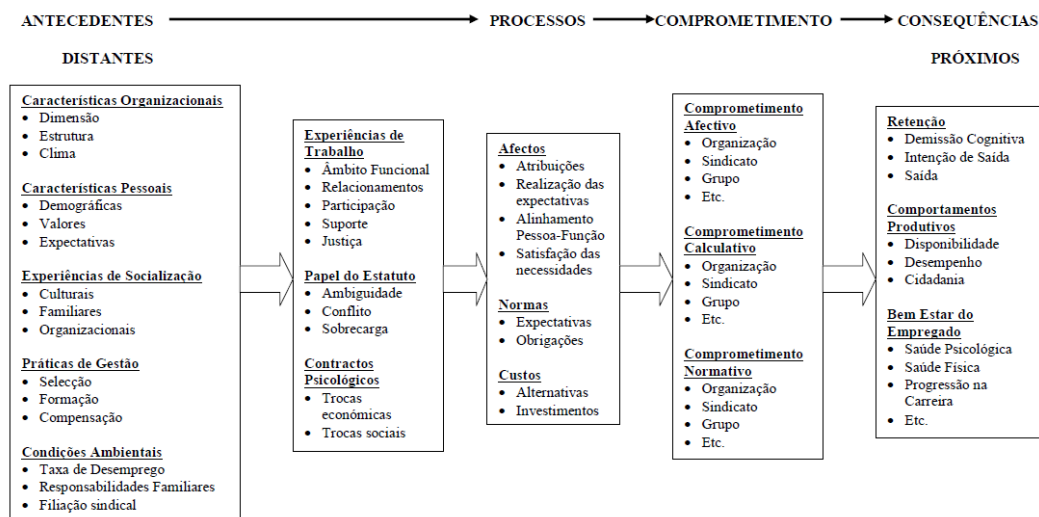 ANTECEDENTES
PROCESSOS
COMPROMETIMENTO
CONSEQUÊNCIAS
DISTANTES
PRÓXIMOS
Características Organizacionais
Dimensão
Estrutura
Clima
Características Pessoais
Demográficas
Valores
Expectativas
Experiências de Socialização
Culturais
Familiares
Organizacionais
Práticas de Gestão
Selecção
Formação
Compensação
Condições Ambientais
Taxa de Desemprego
Responsabilidades Familiares
Filiação sindical
Experiências de
Trabalho
Âmbito Funcional
Relacionamentos
Participação
Suporte
Justiça
Papel do Estatuto
Ambiguidade
Conflito
Sobrecarga
Contractos
Psicológicos
Trocas
económicas
Trocas sociais
Afectos
Atribuições
Realização das
expectativas
Alinhamento
Pessoa-Função
Satisfação das
necessidades
Normas
Expectativas
Obrigações
Custos
Alternativas
Investimentos
Comprometimento
Afectivo
Organização
Sindicato
Grupo
Etc.
Comprometimento
Calculativo
Organização
Sindicato
Grupo
Etc.
Comprometimento
Normativo
Organização
Sindicato
Grupo
Etc.
Retenção
Demissão Cognitiva
Intenção de Saída
Saída
Comportamentos
Produtivos
Disponibilidade
Desempenho
Cidadania
Bem Estar do
Empregado
Saúde Psicológica
Saúde Física
Progressão na
Carreira
Etc.